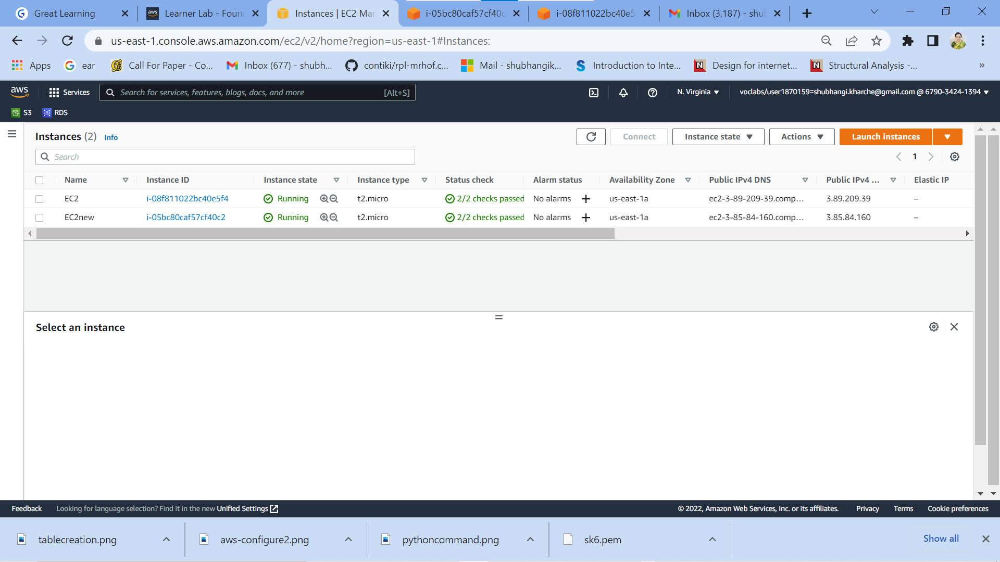 Great Learning
Learner Lab - Foun
Instances | EC2 Mar
i-05bc80caf57cf40c
i-08f811022bc40e5
Inbox (3,187) - shub
us-east-1.console.aws.amazon.com/ec2/v2/home?region=us-east-1#Instances:
Apps
ear
Call For Paper - Co...
Inbox (677) - shubh...
contiki/rpl-mrhof.c...
Mail - shubhangik...
Introduction to Inte...
Design for internet...
Structural Analysis -...
»
aws
Services
Search for services, features, blogs, docs, and more
[Alt+S]
N. Virginia
voclabs/user1870159=shubhangi.kharche@gmail.com @ 6790-3424-1394
S3
RDS
Instances (2) Info
Connect
Instance state
Actions
Launch instances
Search
1
Name Instance ID Instance state Instance type Status check Alarm status Availability Zone Public IPv4 DNS Public IPv4 ... Elastic IP
EC2 i-08f811022bc40e5f4 Running t2.micro 2/2 checks passed No alarms + us-east-1a ec2-3-89-209-39.comp... 3.89.209.39 –
EC2new i-05bc80caf57cf40c2 Running t2.micro 2/2 checks passed No alarms + us-east-1a ec2-3-85-84-160.comp... 3.85.84.160 –
Select an instance
Feedback
Looking for language selection? Find it in the new Unified Settings
© 2022, Amazon Web Services, Inc. or its affiliates.
Privacy
Terms
Cookie preferences
tablecreation.png
aws-configure2.png
pythoncommand.png
sk6.pem
Show all